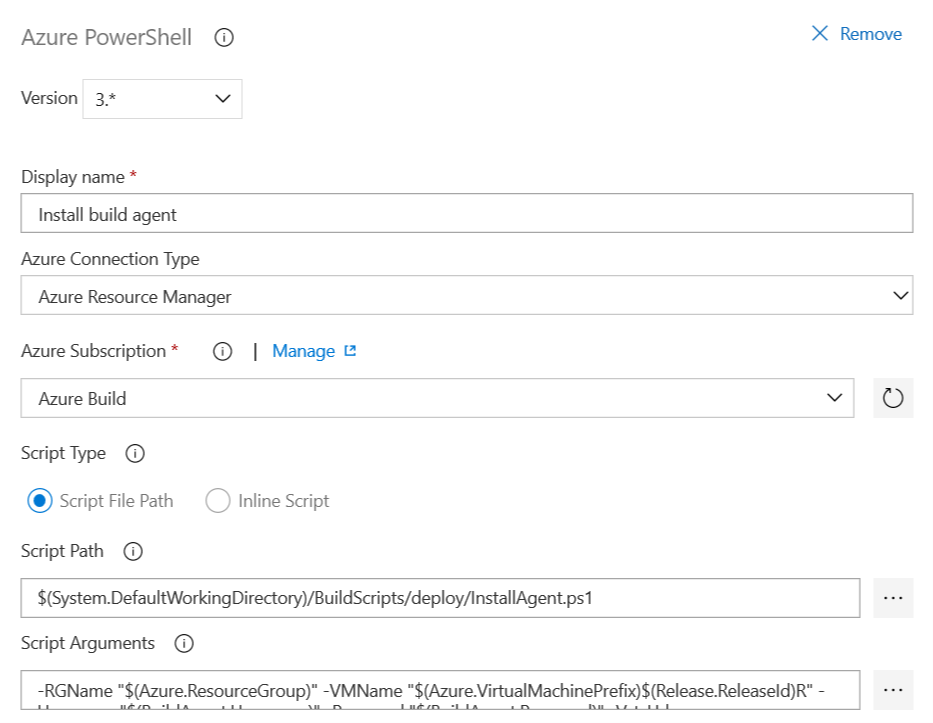 Azure PowerShell
Remove
Version 3.*
Display name *
Install build agent
Azure Connection Type
Azure Resource Manager
Azure Subscription * | Manage
Azure Build
Script Type
Script File Path Inline Script
Script Path
$(System.DefaultWorkingDirectory)/BuildScripts/deploy/InstallAgent.ps1 ...
Script Arguments
-RGName "$(Azure.ResourceGroup)" -VMName "$(Azure.VirtualMachinePrefix)$(Release.ReleaseId)R" - ...